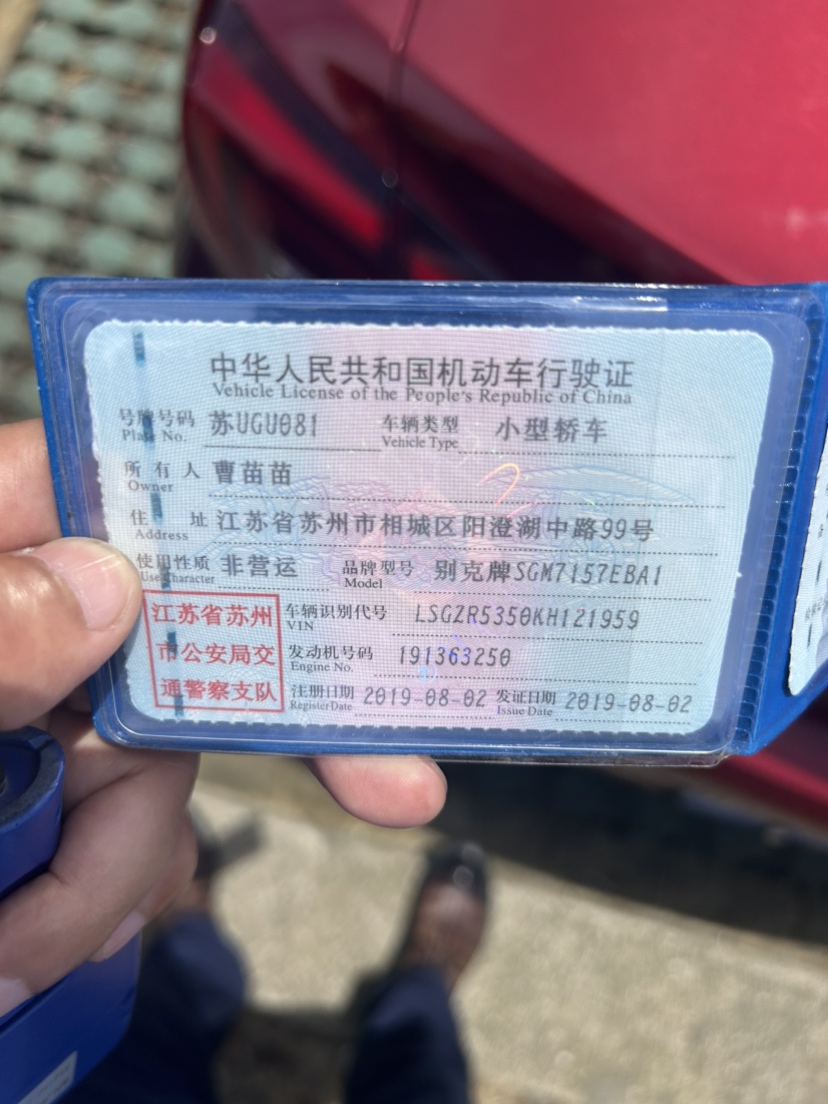 中华人民共和国机动车行驶证
Vehicle License of the People's Republic of China
号牌号码 苏UGU081 车辆类型 小型轿车
Plate No. Vehicle Type
所有人 曹苗苗
Owner
住址 江苏省苏州市相城区阳澄湖中路99号
Address
使用性质 非营运 品牌型号 别克牌SGM7157EBA1
Use Character Model
江苏省苏州 车辆识别代号 LSGZR5350KH121959
VIN
市公安局交 发动机号码 191363250
Engine No.
通警察支队 注册日期 2019-08-02 发证日期 2019-08-02
Register Date Issue Date